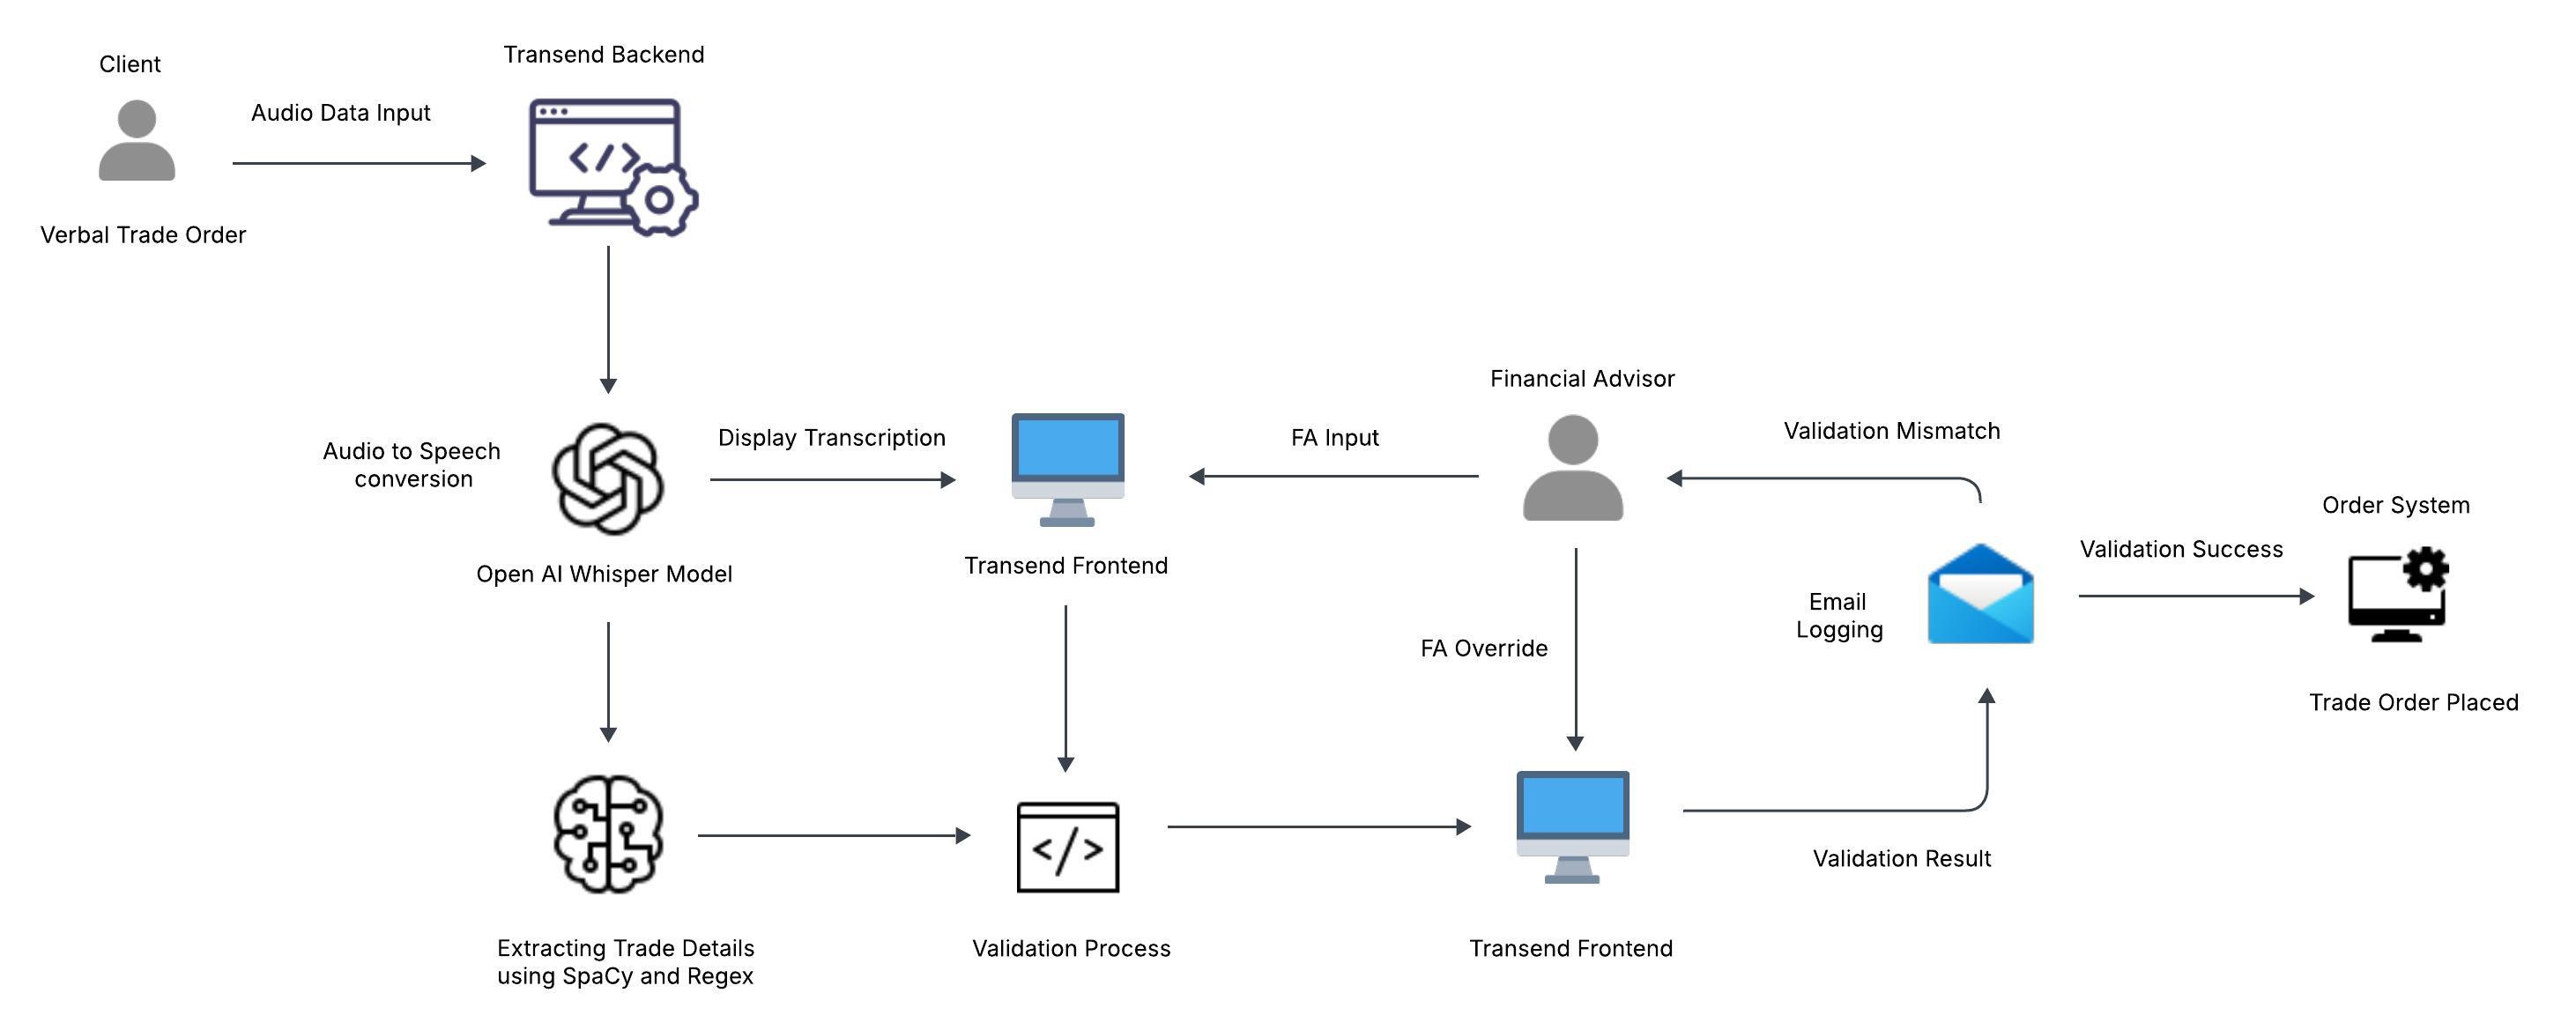 Client
Transend Backend
Audio Data Input
</>
Verbal Trade Order
Financial Advisor
Audio to Speech
conversion
Display Transcription
FA Input
Validation Mismatch
Order System
Open AI Whisper Model
Transend Frontend
Validation Success
Email
Logging
FA Override
Trade Order Placed
</>
Validation Result
Extracting Trade Details
using SpaCy and Regex
Validation Process
Transend Frontend